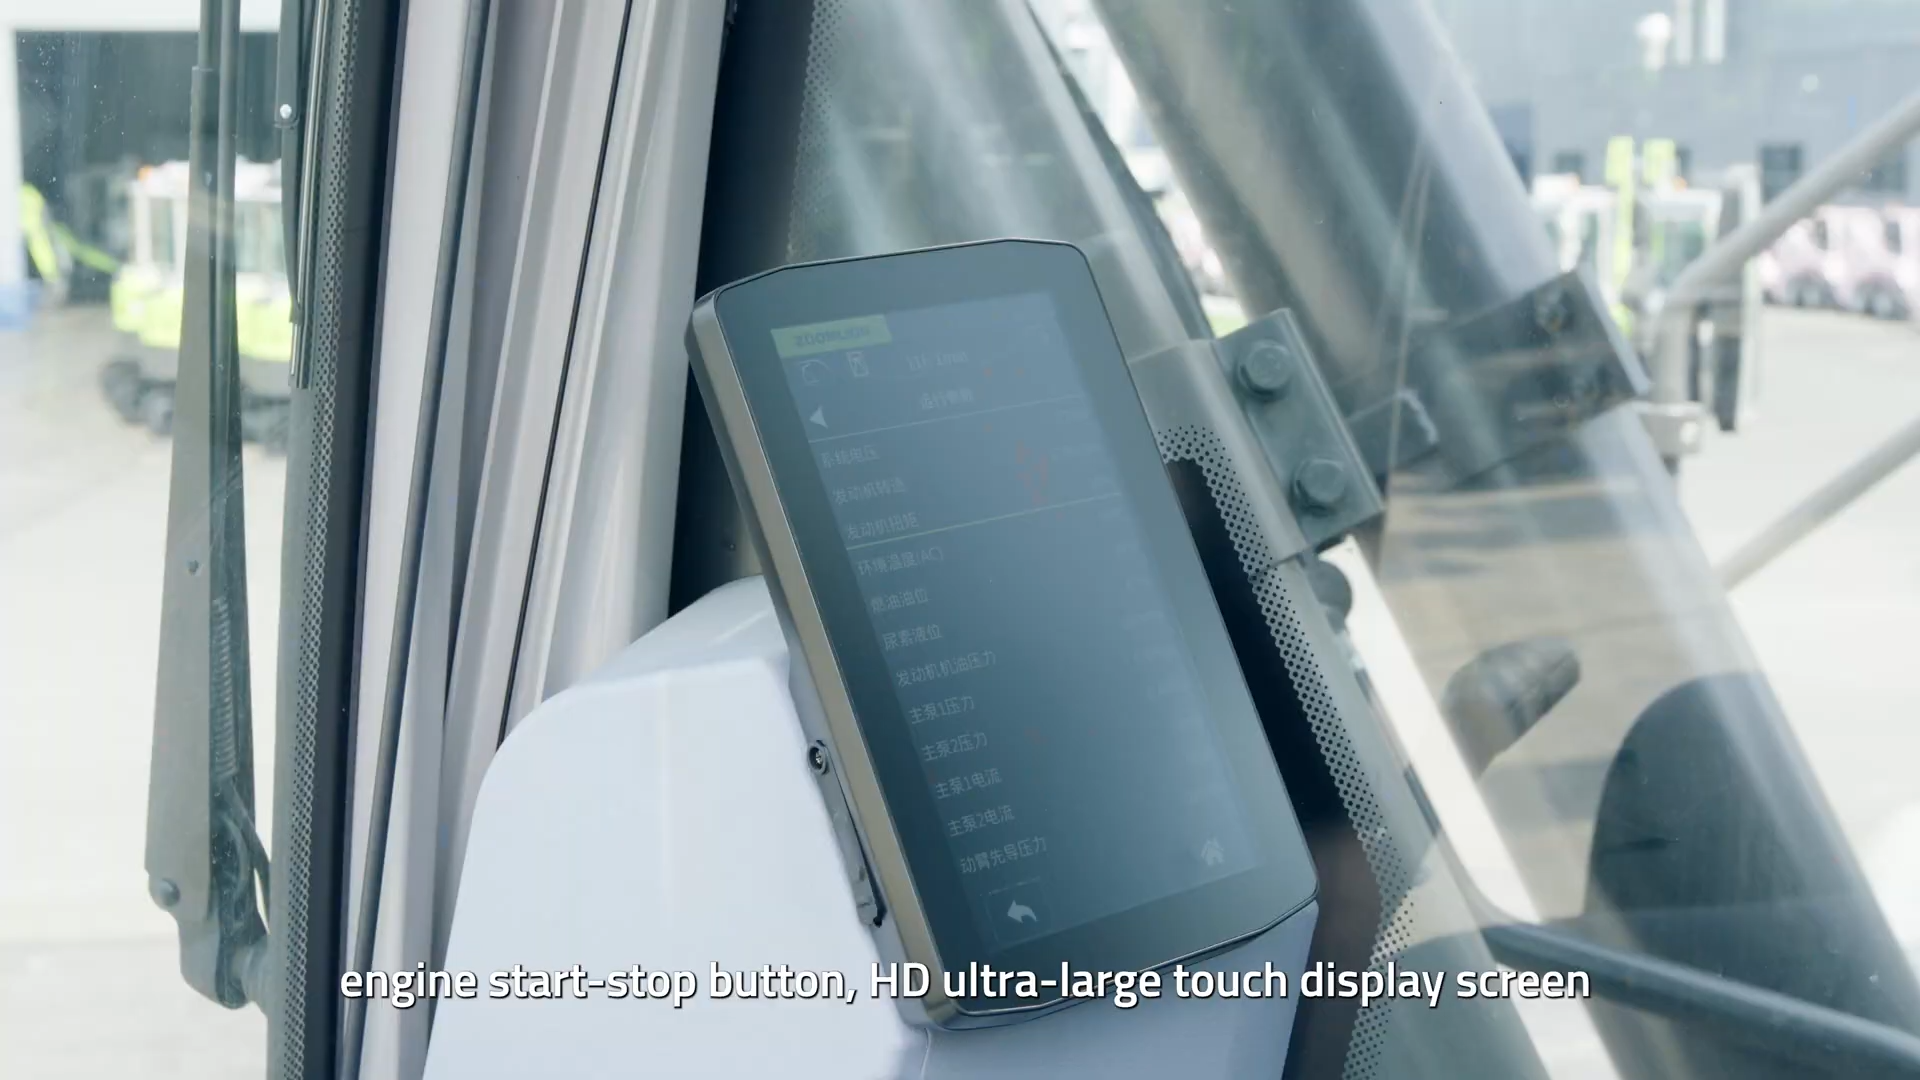 ZOOMLION
运行参数
系统电压
发动机转速
发动机扭矩
环境温度(AC)
燃油油位
尿素液位
发动机机油压力
主泵1压力
主泵2压力
主泵1电流
主泵2电流
动臂先导压力
engine start-stop button, HD ultra-large touch display screen